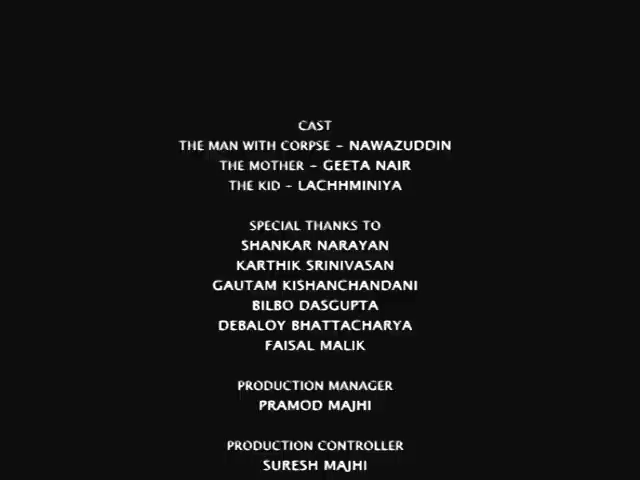 CAST
THE MAN WITH CORPSE - NAWAZUDDIN
THE MOTHER - GEETA NAIR
THE KID - LACHHMINIYA
SPECIAL THANKS TO
SHANKAR NARAYAN
KARTHIK SRINIVASAN
GAUTAM KISHANCHANDANI
BILBO DASGUPTA
DEBALOY BHATTACHARYA
FAISAL MALIK
PRODUCTION MANAGER
PRAMOD MAJHI
PRODUCTION CONTROLLER
SURESH MAJHI